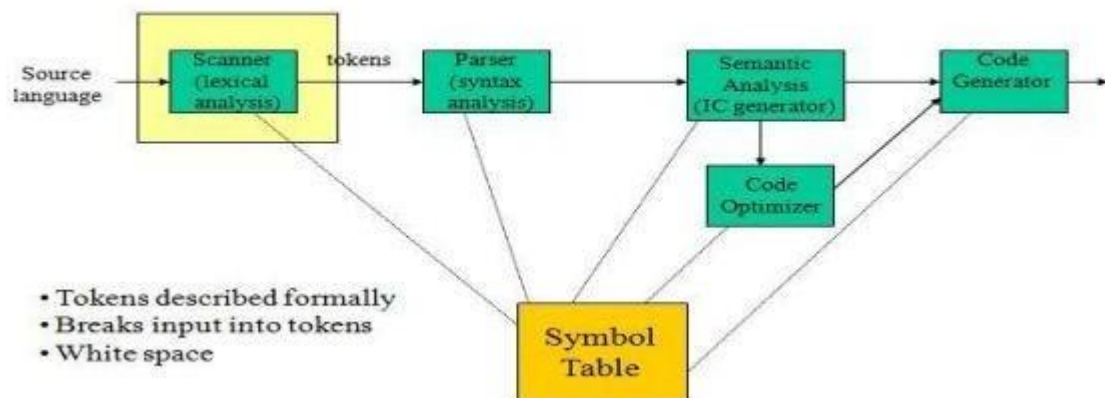 Source
language
Scanner
(lexical
analysis)
tokens
Parser
(syntax
analysis)
Semantic
Analysis
(IC generator)
Code
Generator
Code
Optimizer
• Tokens described formally
• Breaks input into tokens
• White space
Symbol
Table